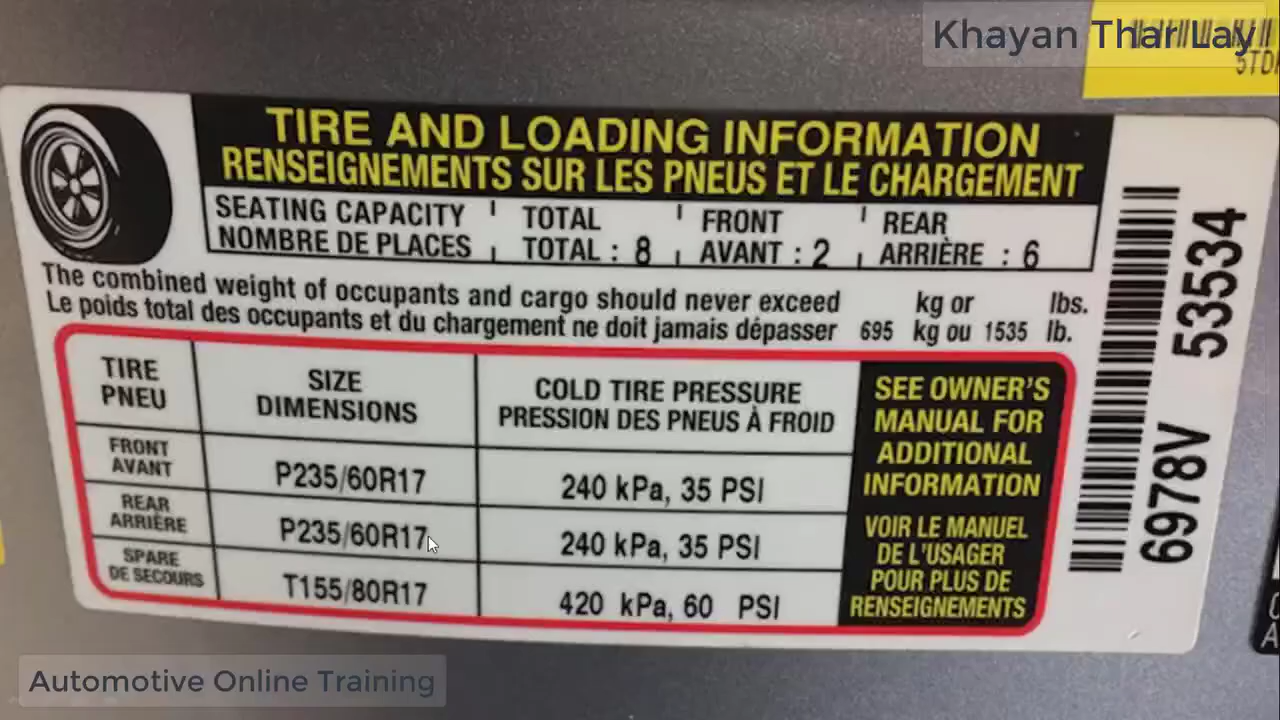 Khayan Thar Lay
TIRE AND LOADING INFORMATION
RENSEIGNEMENTS SUR LES PNEUS ET LE CHARGEMENT
SEATING CAPACITY TOTAL FRONT REAR
NOMBRE DE PLACES TOTAL : 8 AVANT : 2 ARRIÈRE : 6
The combined weight of occupants and cargo should never exceed kg or lbs.
Le poids total des occupants et du chargement ne doit jamais dépasser 695 kg ou 1535 lb.
TIRE
PNEU
SIZE
DIMENSIONS
COLD TIRE PRESSURE
PRESSION DES PNEUS À FROID
FRONT
AVANT
P235/60R17
240 kPa, 35 PSI
REAR
ARRIÈRE
P235/60R17
240 kPa, 35 PSI
SPARE
DE SECOURS
T155/80R17
420 kPa, 60 PSI
SEE OWNER'S
MANUAL FOR
ADDITIONAL
INFORMATION
VOIR LE MANUEL
DE L'USAGER
POUR PLUS DE
RENSEIGNEMENTS
6978V 53534
Automotive Online Training